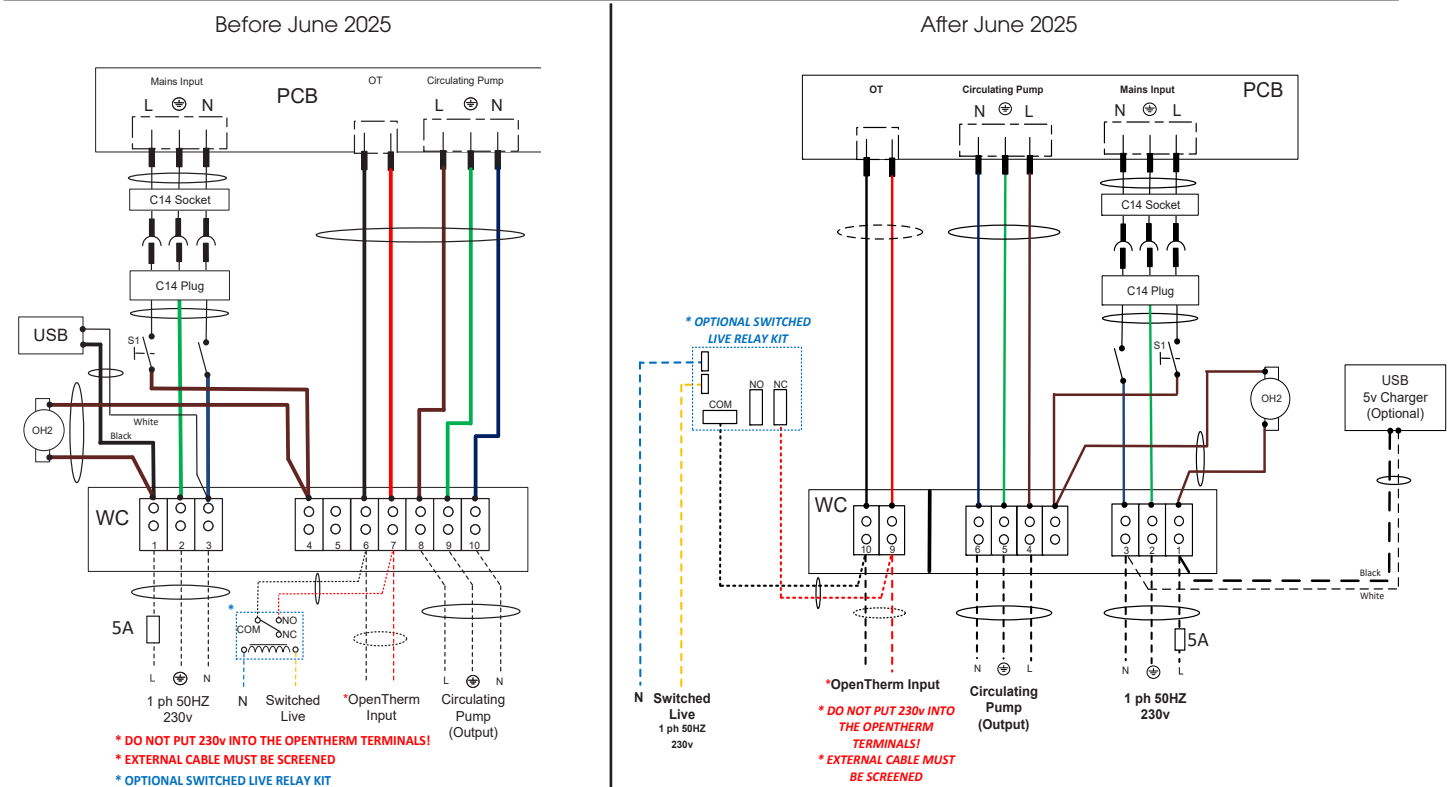 Before June 2025
Mains Input
OT
Circulating Pump
PCB
L
N
L
N
C14 Socket
C14 Plug
USB
S1
OH2
White
Black
WC
1
2
3
4
5
6
7
8
9
10
*
COM
NO
NC
5A
L
N
N
L
N
1 ph 50HZ
230v
Switched
Live
*OpenTherm
Input
Circulating
Pump
(Output)
* DO NOT PUT 230v INTO THE OPENTHERM TERMINALS!
* EXTERNAL CABLE MUST BE SCREENED
* OPTIONAL SWITCHED LIVE RELAY KIT
After June 2025
OT
Circulating Pump
Mains Input
PCB
N
L
N
L
C14 Socket
C14 Plug
* OPTIONAL SWITCHED
LIVE RELAY KIT
NO
NC
COM
S1
OH2
USB
5v Charger
(Optional)
WC
10
9
6
5
4
3
2
1
Black
White
5A
N
L
N
L
N
Switched
Live
1 ph 50HZ
230v
*OpenTherm Input
* DO NOT PUT 230v INTO
THE OPENTHERM
TERMINALS!
* EXTERNAL CABLE MUST
BE SCREENED
Circulating
Pump
(Output)
1 ph 50HZ
230v